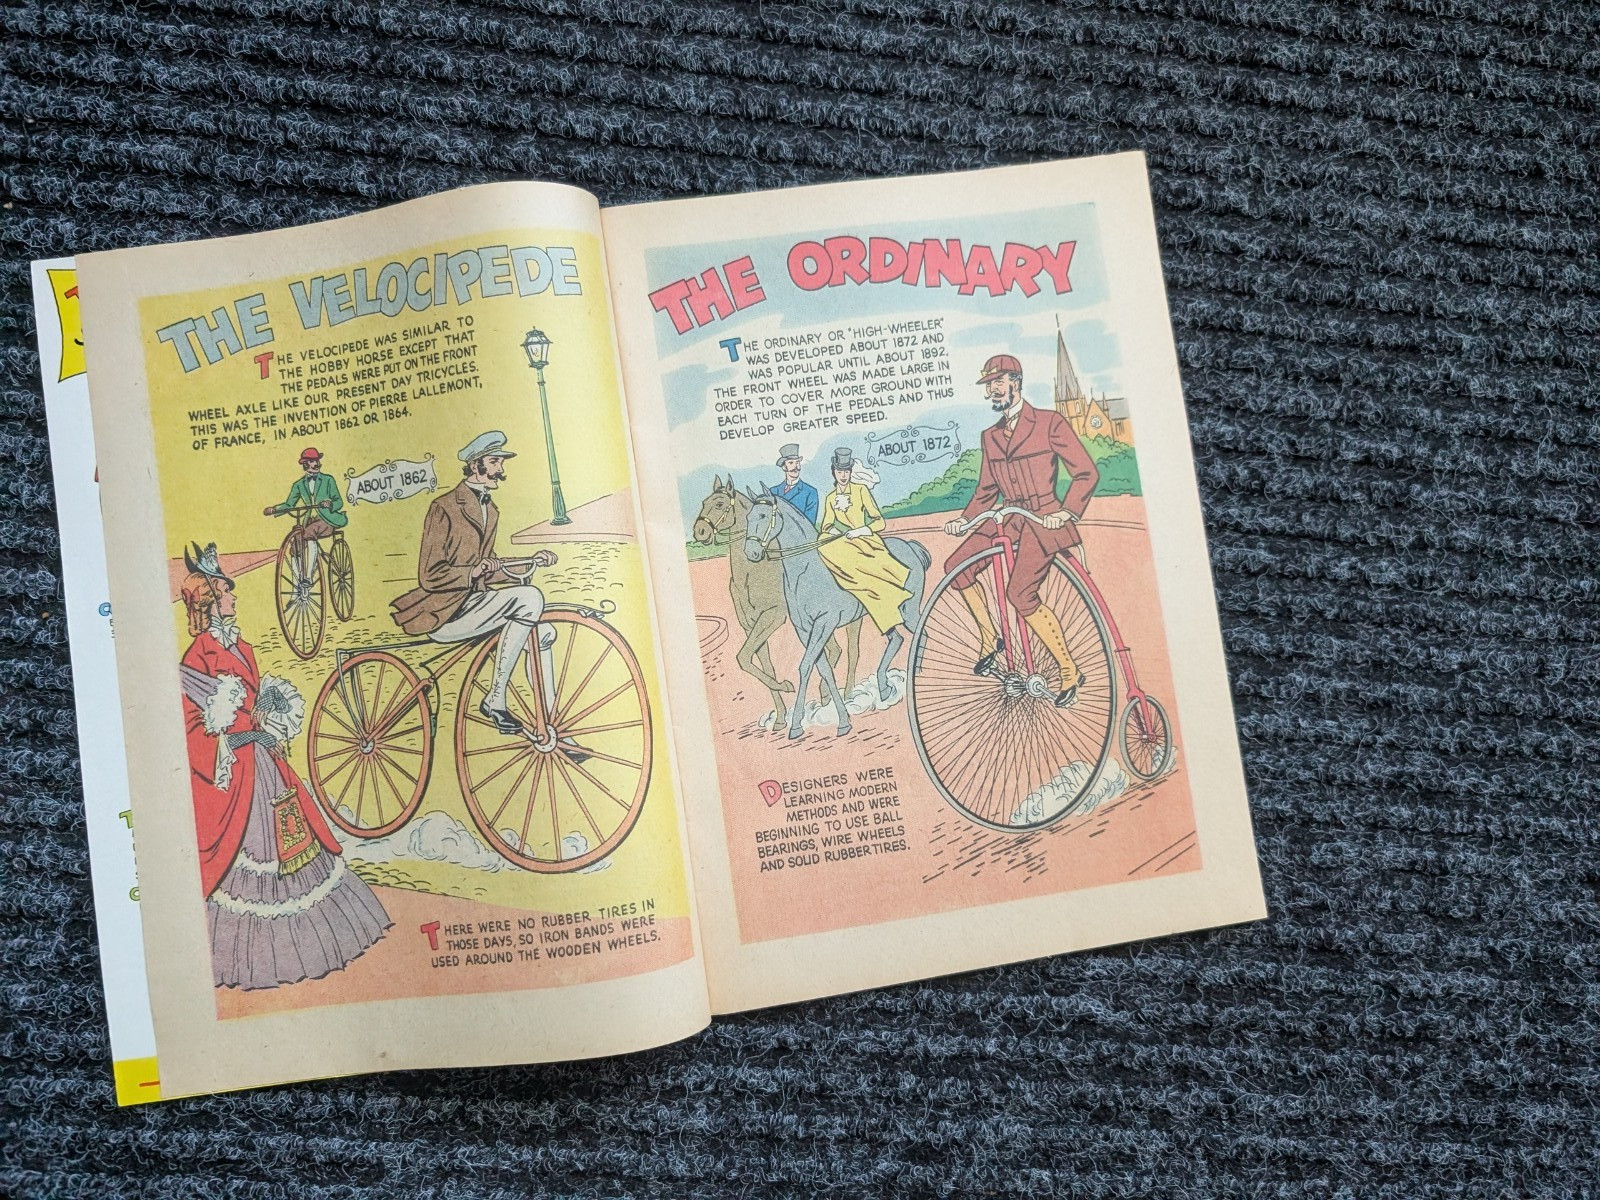 THE VELOCIPEDE
THE VELOCIPEDE WAS SIMILAR TO
THE HOBBY HORSE EXCEPT THAT
THE PEDALS WERE PUT ON THE FRONT
WHEEL AXLE LIKE OUR PRESENT DAY TRICYCLES.
THIS WAS THE INVENTION OF PIERRE LALLEMONT,
OF FRANCE, IN ABOUT 1862 OR 1864.
ABOUT 1862
THERE WERE NO RUBBER TIRES IN
THOSE DAYS, SO IRON BANDS WERE
USED AROUND THE WOODEN WHEELS.
THE ORDINARY
THE ORDINARY OR "HIGH-WHEELER"
WAS DEVELOPED ABOUT 1872 AND
WAS POPULAR UNTIL ABOUT 1892.
THE FRONT WHEEL WAS MADE LARGE IN
ORDER TO COVER MORE GROUND WITH
EACH TURN OF THE PEDALS AND THUS
DEVELOP GREATER SPEED.
ABOUT 1872
DESIGNERS WERE
LEARNING MODERN
METHODS AND WERE
BEGINNING TO USE BALL
BEARINGS, WIRE WHEELS
AND SOLID RUBBER TIRES.